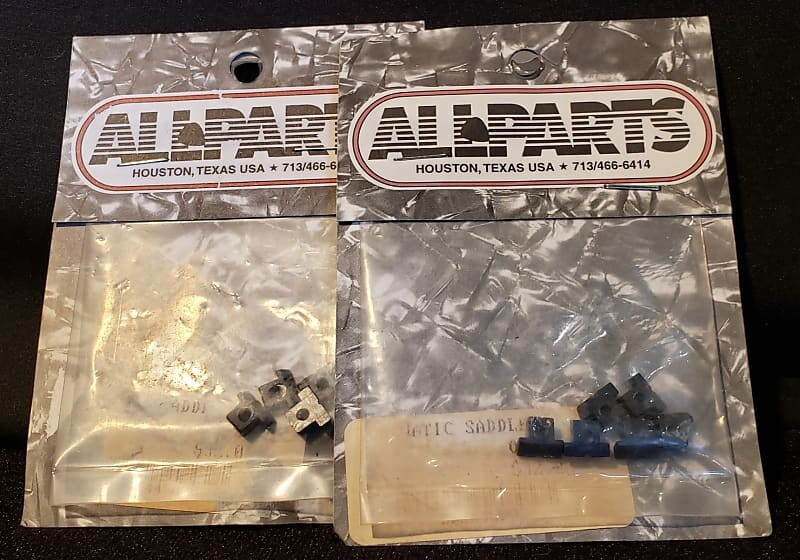 ALLPARTS
HOUSTON, TEXAS USA ★ 713/466-6
ALLPARTS
HOUSTON, TEXAS USA ★ 713/466-6414